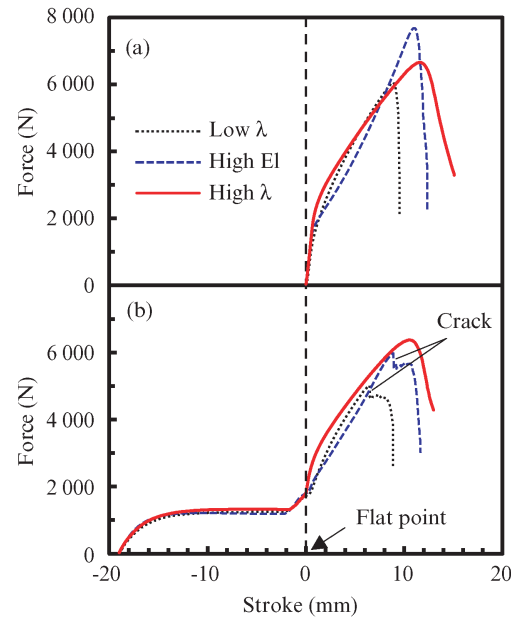 8 000
(a)
6 000
Low λ
High El
4 000
High λ
2 000
0
Force (N)
(b)
Crack
6 000
4 000
2 000
Flat point
0
Force (N)
-20 -10 0 10 20
Stroke (mm)